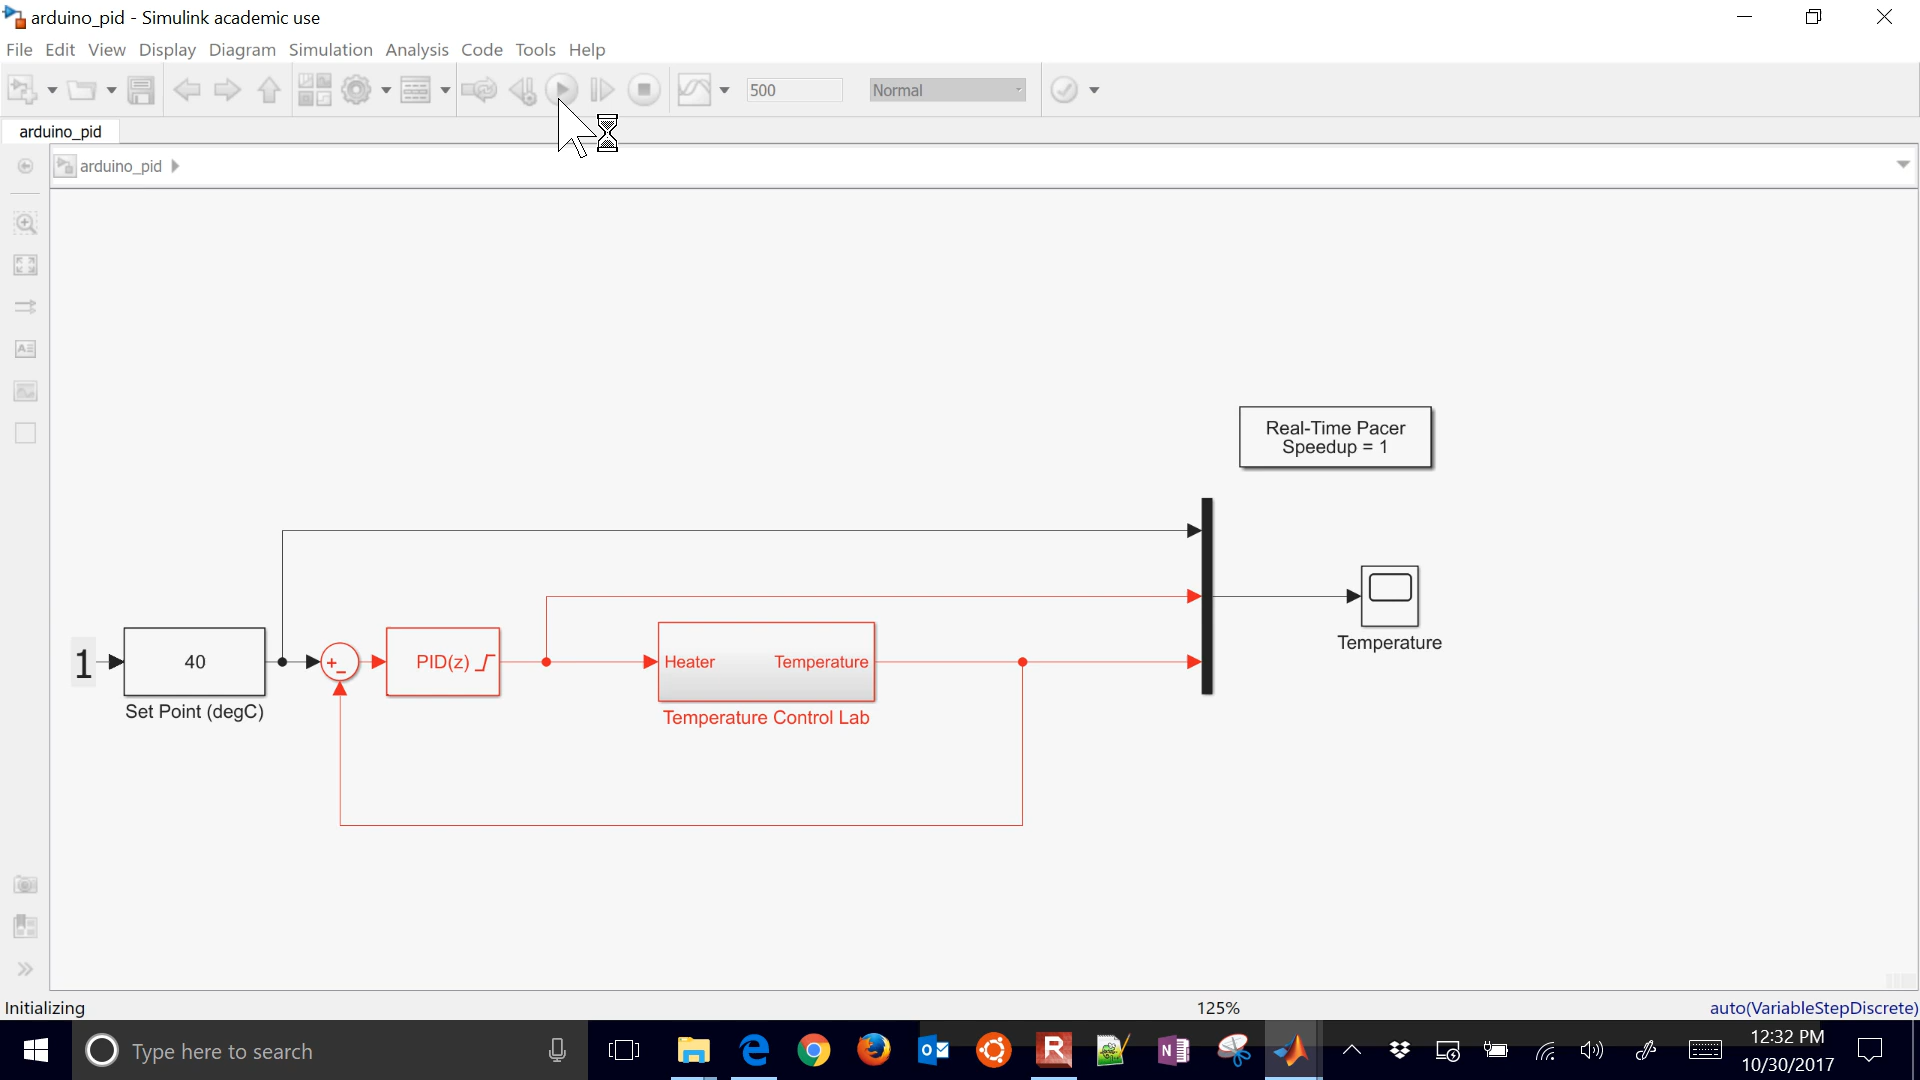 arduino_pid - Simulink academic use
File Edit View Display Diagram Simulation Analysis Code Tools Help
500 Normal
arduino_pid
arduino_pid
Real-Time Pacer
Speedup = 1
1
40
Set Point (degC)
+
-
PID(z)
Heater Temperature
Temperature Control Lab
Temperature
Initializing 125% auto(VariableStepDiscrete)
Type here to search
12:32 PM
10/30/2017